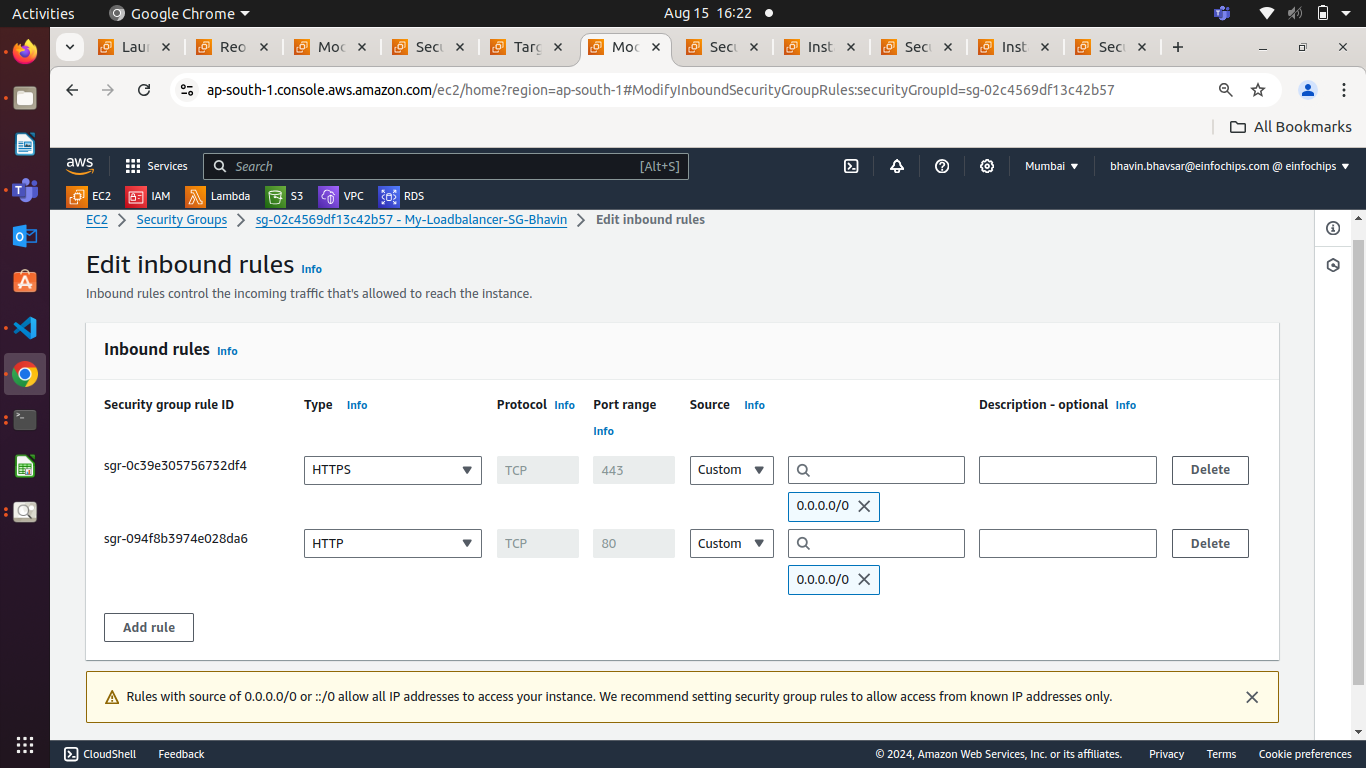 Activities Google Chrome Aug 15 16:22
Lau Reo Moc Secu Targ Moc Secu Inst Secu Inst Secu
ap-south-1.console.aws.amazon.com/ec2/home?region=ap-south-1#ModifyInboundSecurityGroupRules:securityGroupId=sg-02c4569df13c42b57
All Bookmarks
aws Services Search [Alt+S] Mumbai bhavin.bhavsar@einfochips.com @ einfochips
EC2 IAM Lambda S3 VPC RDS
EC2 Security Groups sg-02c4569df13c42b57 - My-Loadbalancer-SG-Bhavin Edit inbound rules
Edit inbound rules Info
Inbound rules control the incoming traffic that's allowed to reach the instance.
Inbound rules Info
Security group rule ID Type Info Protocol Info Port range Source Info Description - optional Info
Info
sgr-0c39e305756732df4 HTTPS TCP 443 Custom Delete
0.0.0.0/0
sgr-094f8b3974e028da6 HTTP TCP 80 Custom Delete
0.0.0.0/0
Add rule
Rules with source of 0.0.0.0/0 or ::/0 allow all IP addresses to access your instance. We recommend setting security group rules to allow access from known IP addresses only.
CloudShell Feedback © 2024, Amazon Web Services, Inc. or its affiliates. Privacy Terms Cookie preferences